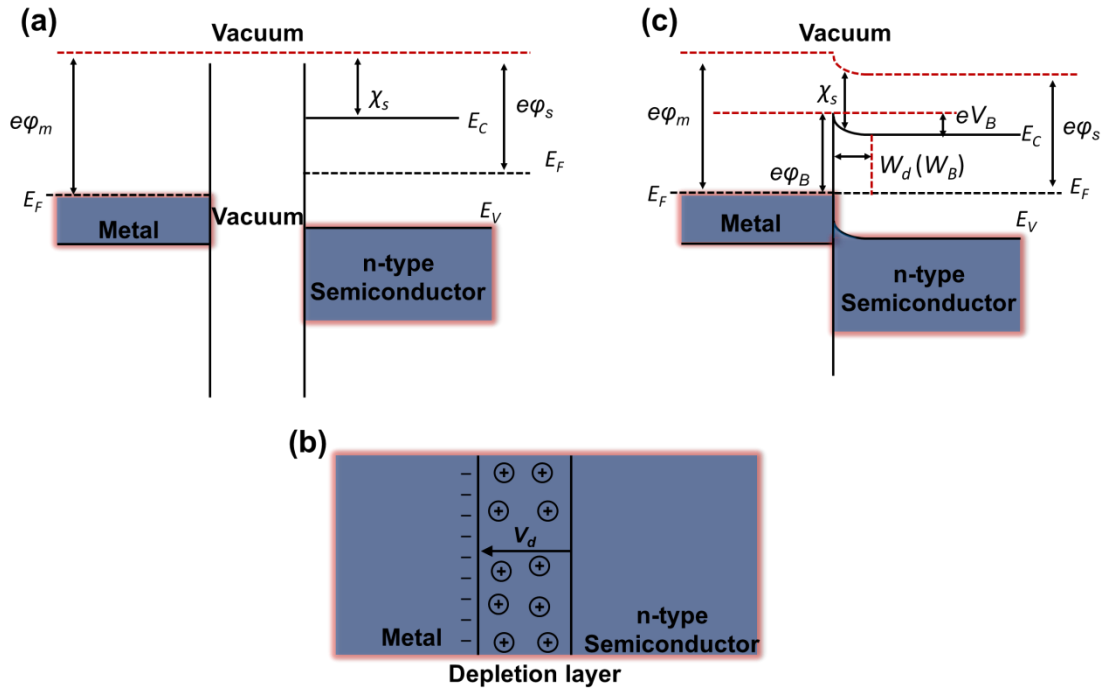 (a)
Vacuum
eφm
χs
EC
eφs
EF
EF
Vacuum
EV
Metal
n-type
Semiconductor
(c)
Vacuum
eφm
χs
eVB
EC
eφs
Wd (WB)
eφB
EF
EF
Metal
EV
n-type
Semiconductor
(b)
− + +
− + +
Vd
− + +
− + +
− + +
Metal
n-type
Semiconductor
Depletion layer